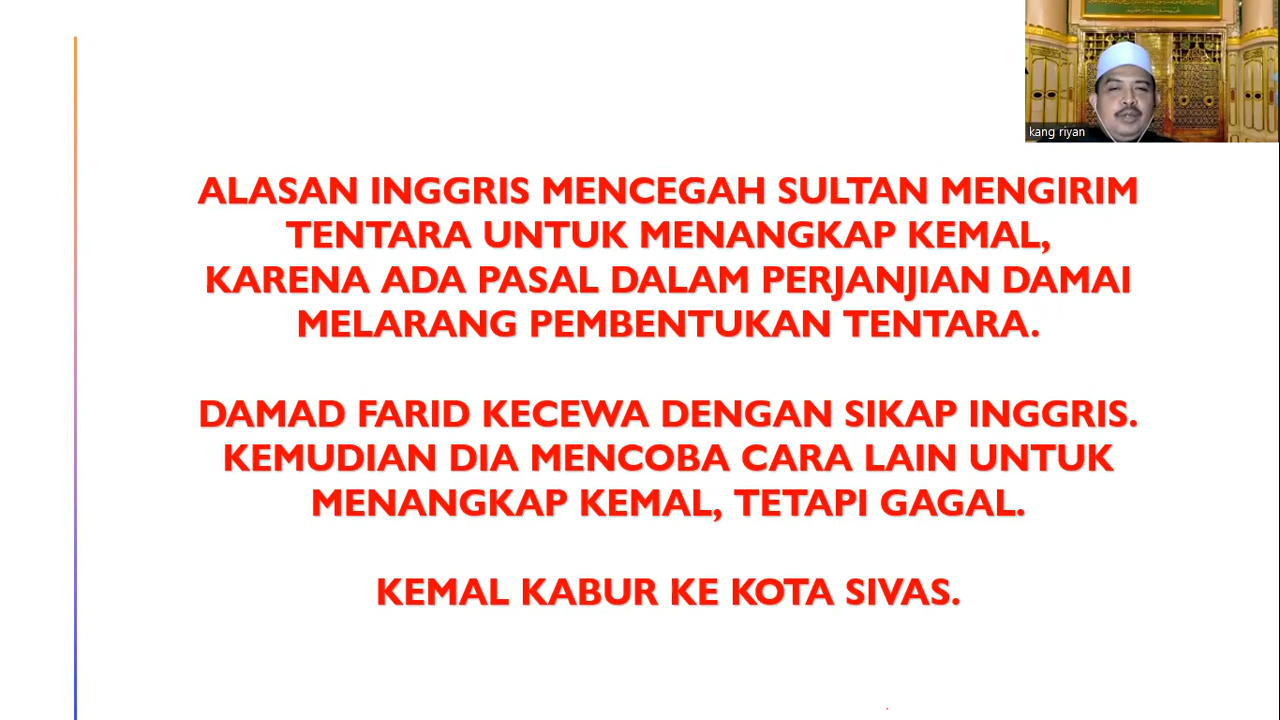 kang riyan
ALASAN INGGRIS MENCEGAH SULTAN MENGIRIM
TENTARA UNTUK MENANGKAP KEMAL,
KARENA ADA PASAL DALAM PERJANJIAN DAMAI
MELARANG PEMBENTUKAN TENTARA.
DAMAD FARID KECEWA DENGAN SIKAP INGGRIS.
KEMUDIAN DIA MENCOBA CARA LAIN UNTUK
MENANGKAP KEMAL, TETAPI GAGAL.
KEMAL KABUR KE KOTA SIVAS.